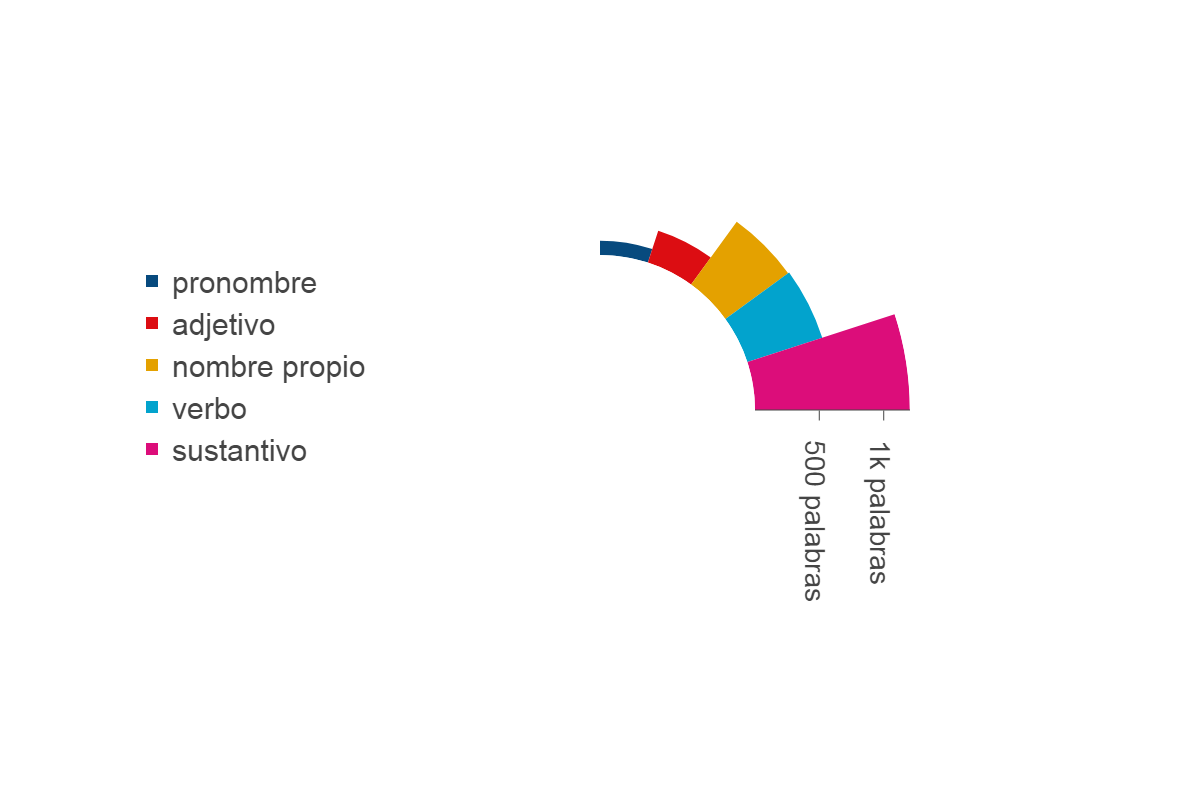 pronombre
adjetivo
nombre propio
verbo
sustantivo
500 palabras
1k palabras